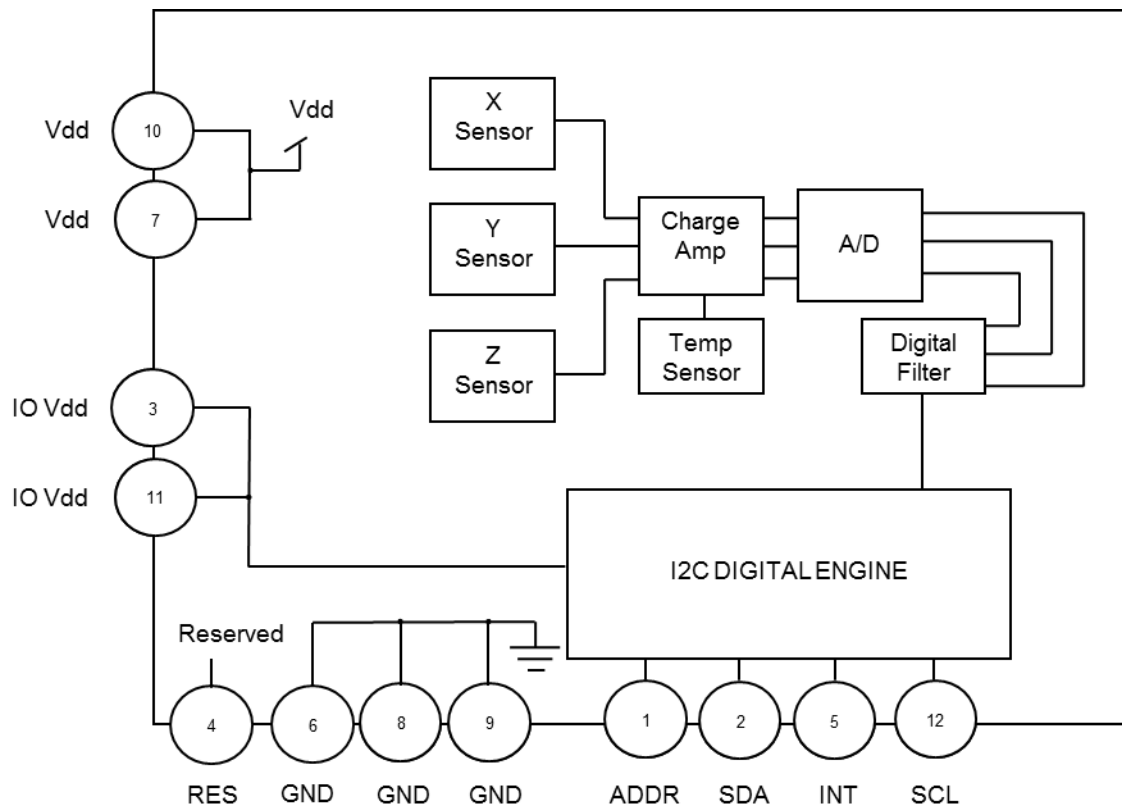 Vdd
X
Sensor
Vdd
10
Vdd
7
Y
Sensor
Charge
Amp
A/D
Z
Sensor
Temp
Sensor
Digital
Filter
IO Vdd
3
IO Vdd
11
I2C DIGITAL ENGINE
Reserved
4
6
8
9
1
2
5
12
RES
GND
GND
GND
ADDR
SDA
INT
SCL